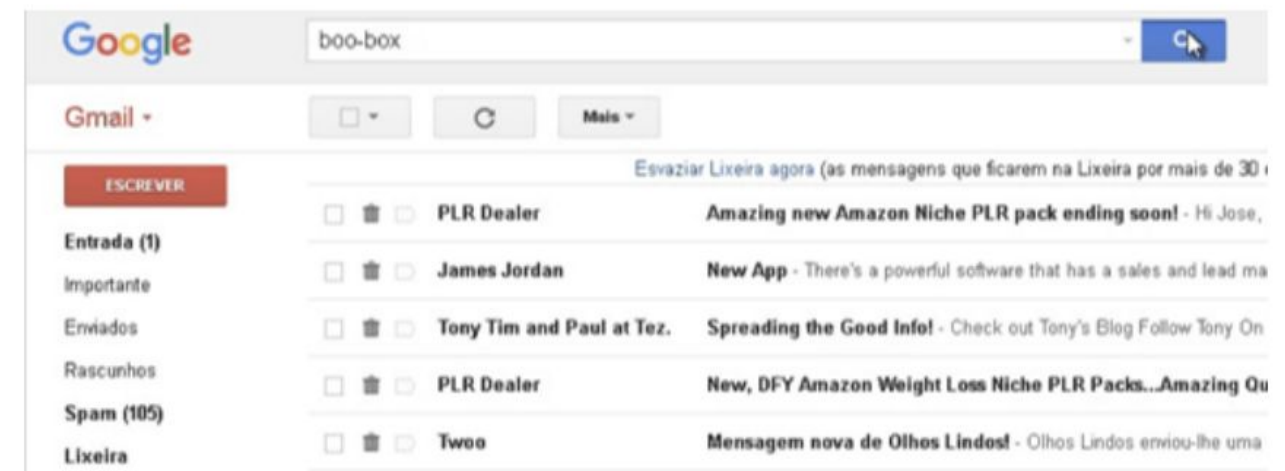 Google boo-box
Gmail Mais
Esvaziar Lixeira agora (as mensagens que ficarem na Lixeira por mais de 30
ESCREVER
PLR Dealer Amazing new Amazon Niche PLR pack ending soon! - Hi Jose,
Entrada (1)
James Jordan New App - There's a powerful software that has a sales and lead ma
Importante
Enviados
Tony Tim and Paul at Tez. Spreading the Good Info! - Check out Tony's Blog Follow Tony On
Rascunhos
PLR Dealer New, DFY Amazon Weight Loss Niche PLR Packs...Amazing Qu
Spam (105)
Twoo Mensagem nova de Olhos Lindos! - Olhos Lindos enviou-lhe uma
Lixeira